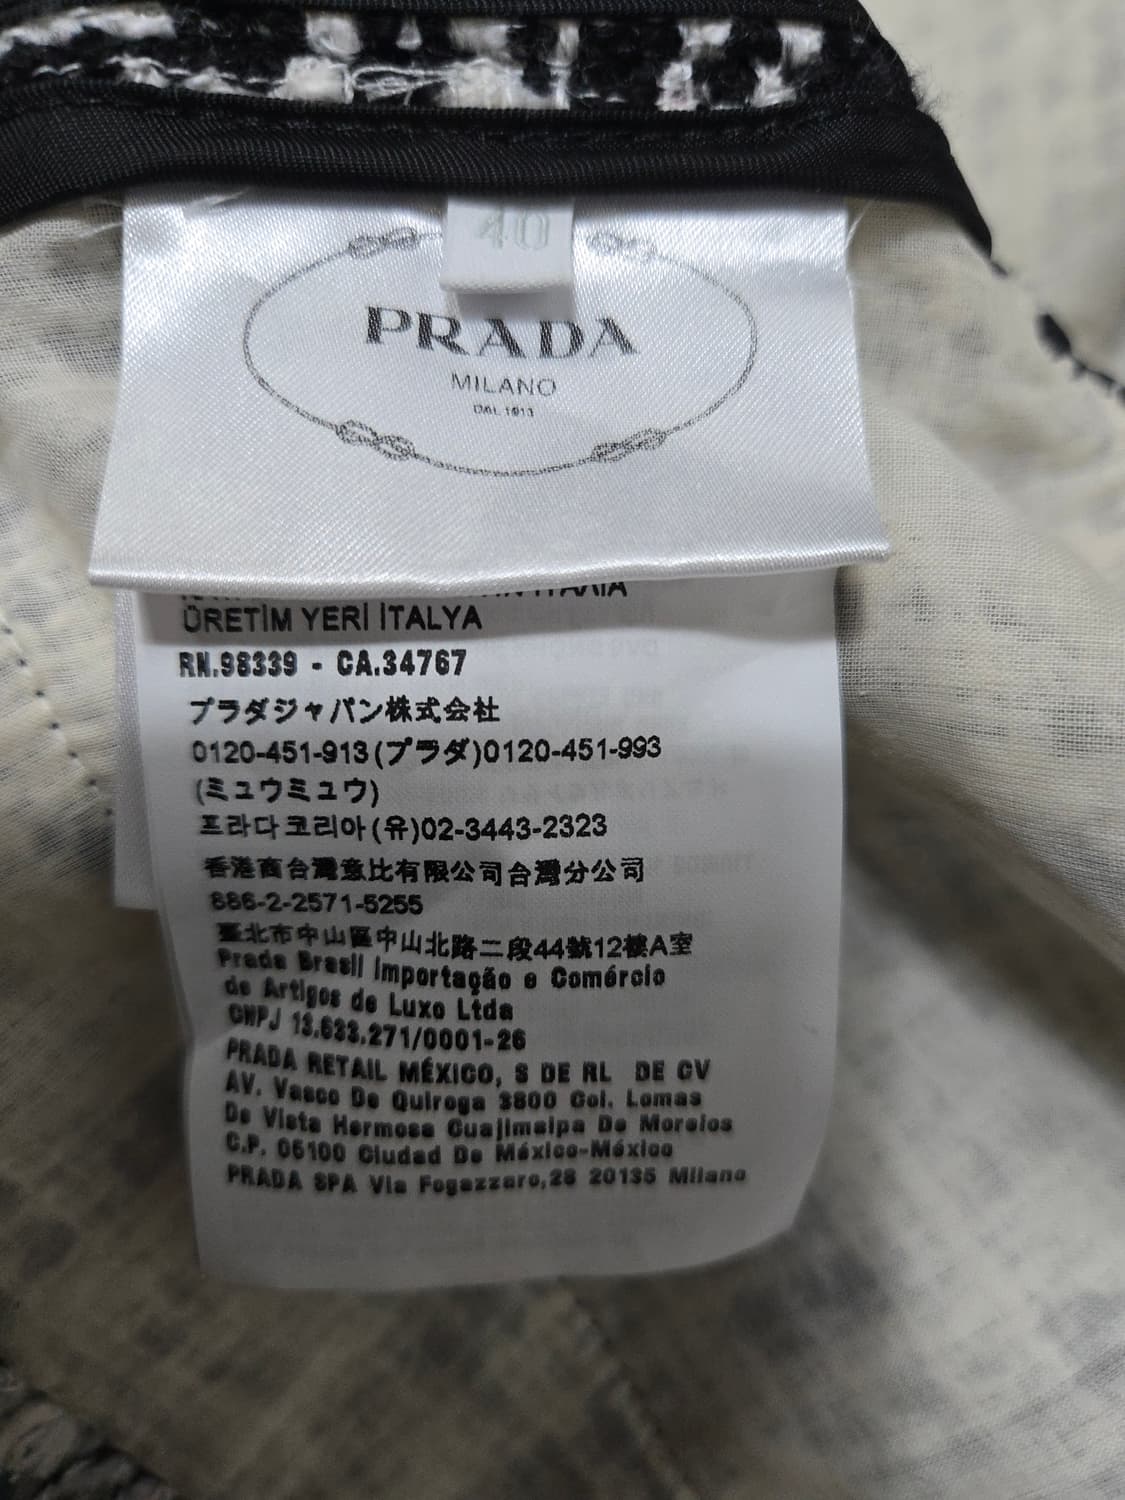 40
PRADA
MILANO
DAL 1913
ÜRETİM YERİ İTALYA
RN.98339 - CA.34767
プラダジャパン株式会社
0120-451-913(プラダ)0120-451-993
(ミュウミュウ)
프라다코리아(유)02-3443-2323
香港商台灣意比有限公司台灣分公司
886-2-2571-5255
臺北市中山區中山北路二段44號12樓A室
Prada Brasil Importação e Comércio
de Artigos de Luxo Ltda
CNPJ 13.633.271/0001-26
PRADA RETAIL MÉXICO, S DE RL DE CV
AV. Vasco De Quiroga 3800 Col. Lomas
De Vista Hermosa Cuajimalpa De Morelos
C.P. 05100 Ciudad De México-México
PRADA SPA Via Fogazzaro,28 20135 Milano